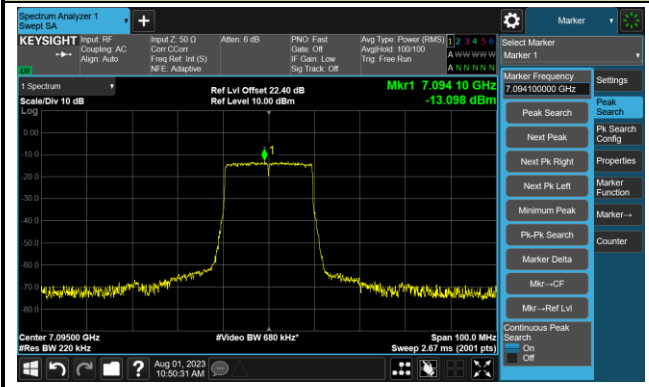 Spectrum Analyzer 1
Swept SA
+
Marker
KEYSIGHT
Input: RF
Coupling: AC
Align: Auto
Input Z: 50 Ω
Corr CCorr
Freq Ref: Int (S)
NFE: Adaptive
Atten: 6 dB
PNO: Fast
Gate: Off
IF Gain: Low
Sig Track: Off
Avg Type: Power (RMS)
Avg|Hold: 100/100
Trig: Free Run
1 2 3 4 5 6
A W W W W W
A N N N N N
LW
Select Marker
Marker 1
1 Spectrum
Scale/Div 10 dB
Ref Lvl Offset 22.40 dB
Ref Level 10.00 dBm
Mkr1 7.094 10 GHz
-13.098 dBm
Marker Frequency
7.094100000 GHz
Peak Search
Next Peak
Next Pk Right
Next Pk Left
Minimum Peak
Pk-Pk Search
Marker Delta
Mkr→CF
Mkr→Ref Lvl
Continuous Peak
Search
On
Off
Settings
Peak
Search
Pk Search
Config
Properties
Marker
Function
Marker→
Counter
Log
0.00
-10.0
-20.0
-30.0
-40.0
-50.0
-60.0
-70.0
-80.0
1
Center 7.09500 GHz
#Res BW 220 kHz
#Video BW 680 kHz*
Span 100.0 MHz
Sweep 2.67 ms (2001 pts)
?
Aug 01, 2023
10:50:31 AM